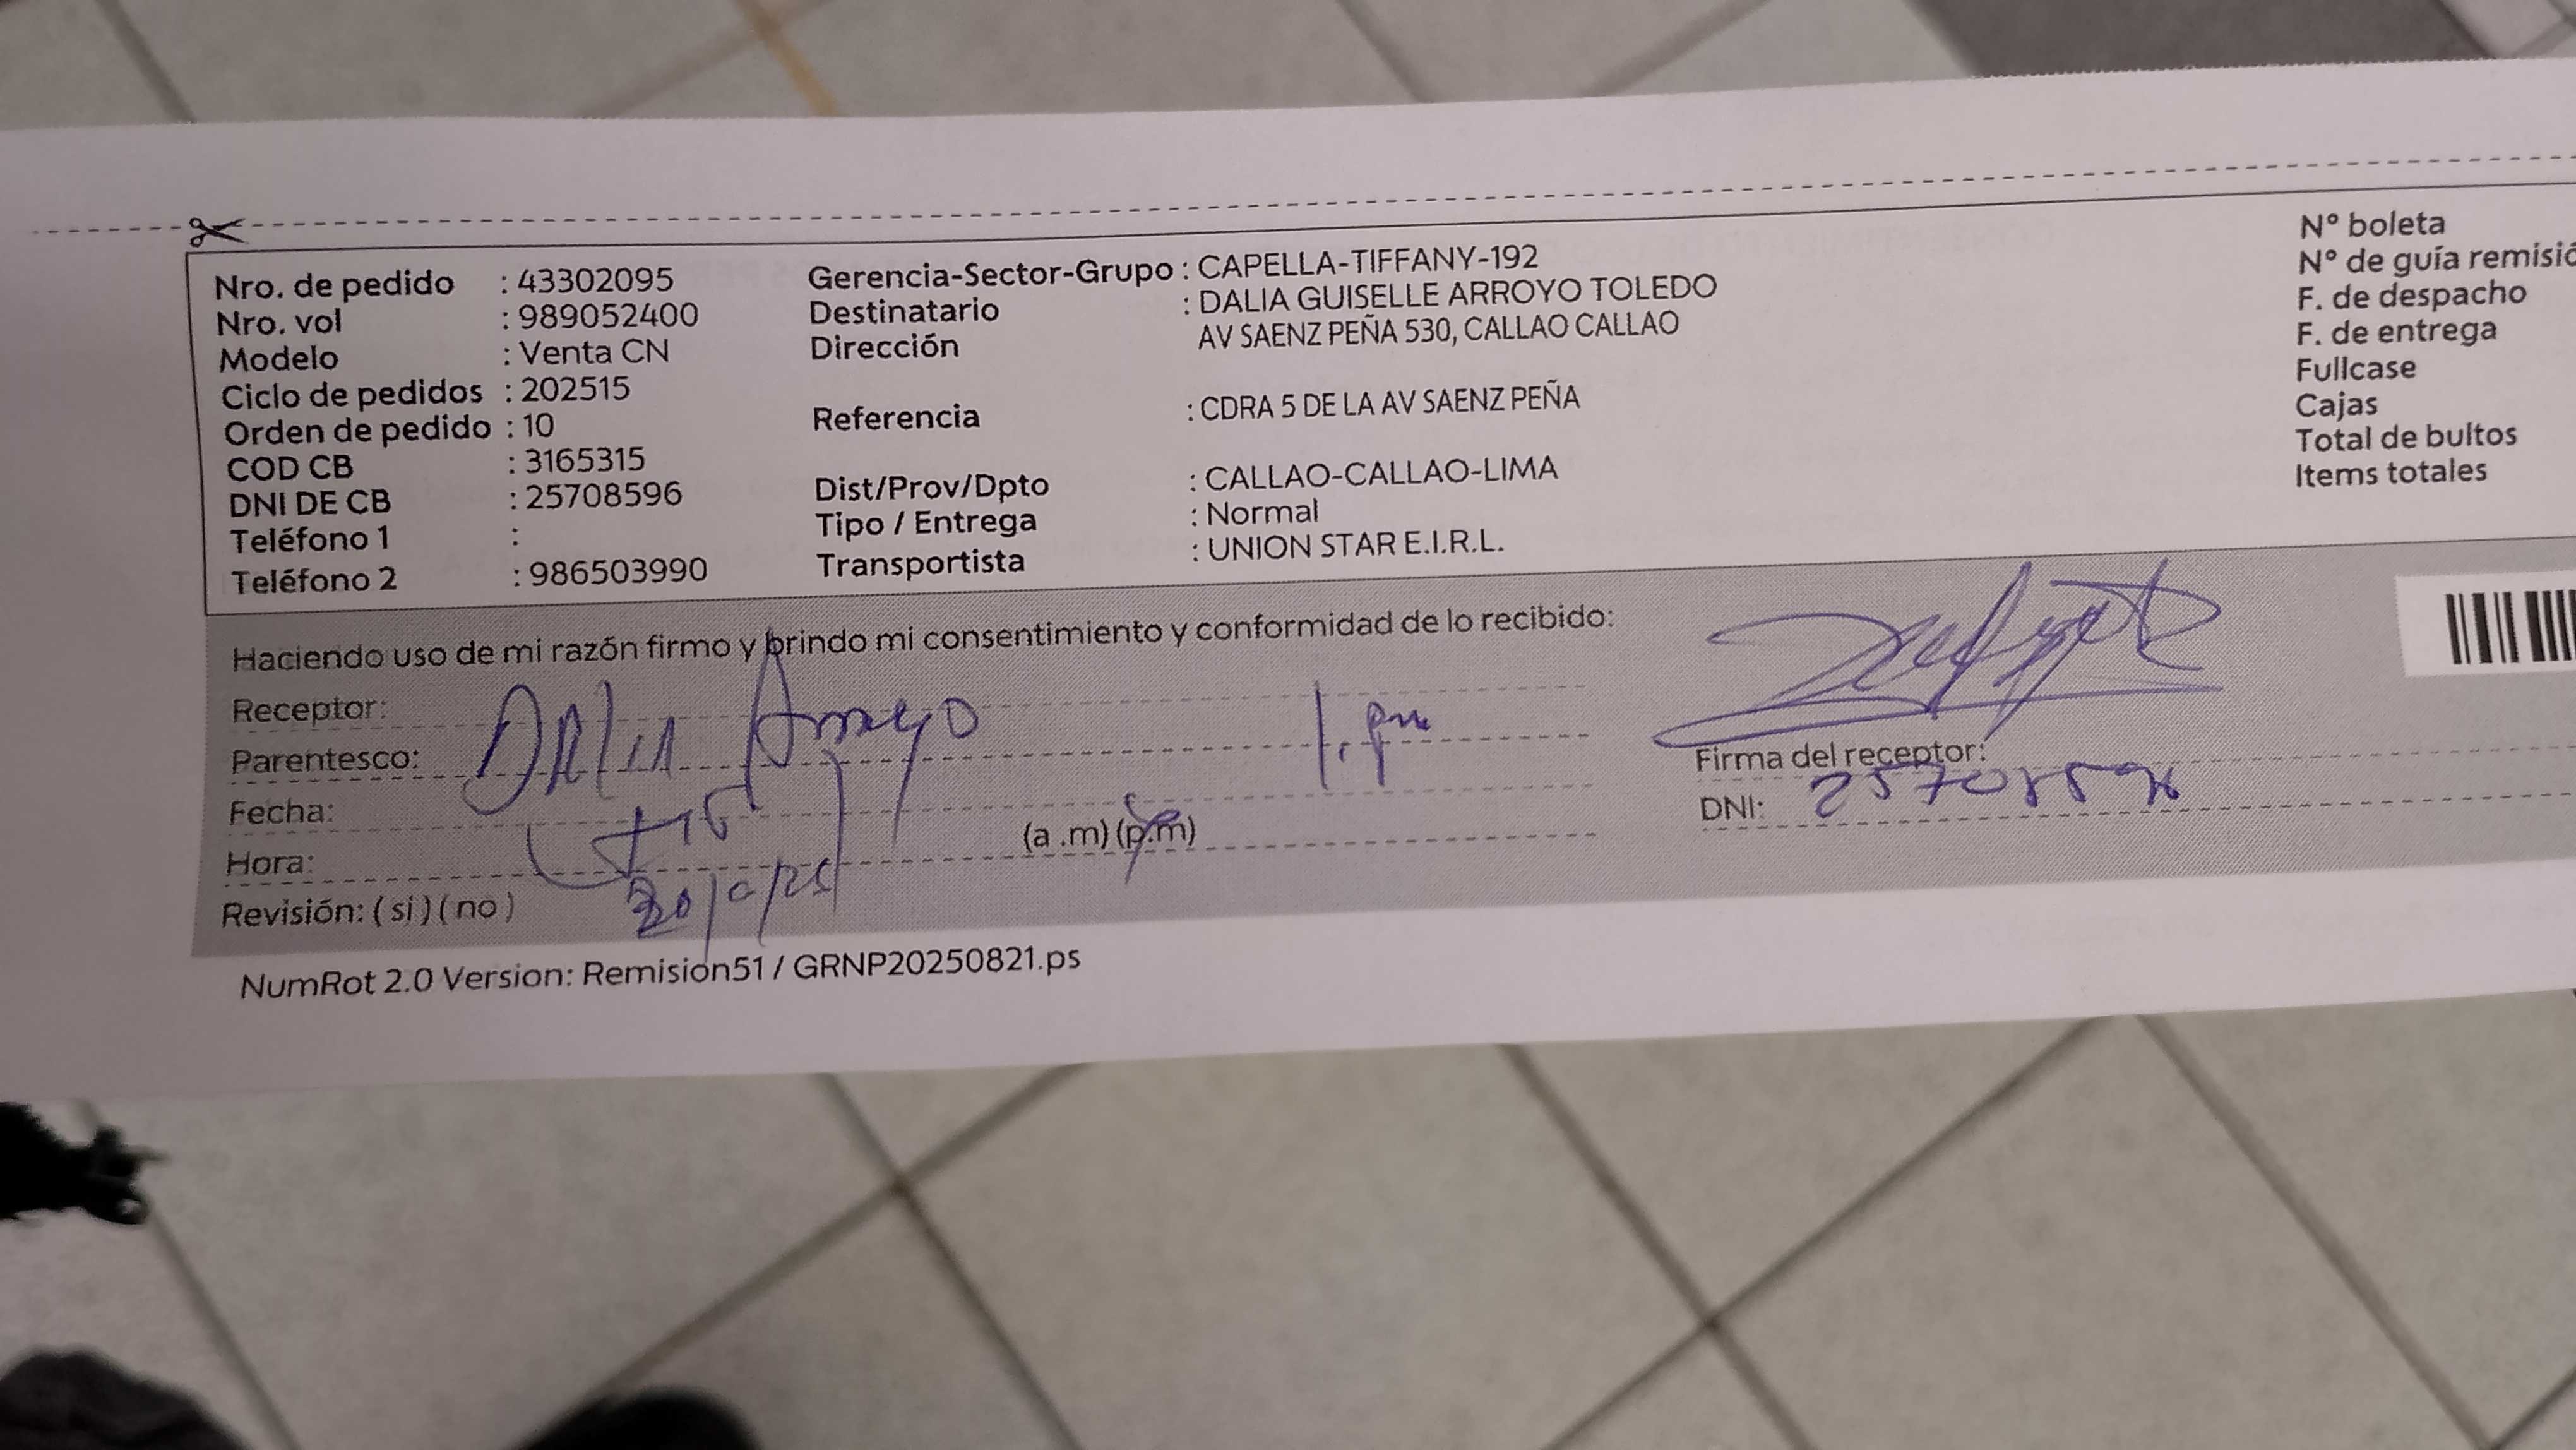 Nro. de pedido : 43302095
Nro. vol : 989052400
Modelo : Venta CN
Ciclo de pedidos : 202515
Orden de pedido : 10
COD CB : 3165315
DNI DE CB : 25708596
Teléfono 1 :
Teléfono 2 : 986503990
Gerencia-Sector-Grupo : CAPELLA-TIFFANY-192
Destinatario : DALIA GUISELLE ARROYO TOLEDO
Dirección AV SAENZ PEÑA 530, CALLAO CALLAO
Referencia : CDRA 5 DE LA AV SAENZ PEÑA
Dist/Prov/Dpto : CALLAO-CALLAO-LIMA
Tipo / Entrega : Normal
Transportista : UNION STAR E.I.R.L.
N° boleta
N° de guía remisió
F. de despacho
F. de entrega
Fullcase
Cajas
Total de bultos
Items totales
Haciendo uso de mi razón firmo y brindo mi consentimiento y conformidad de lo recibido:
Receptor:
Parentesco: DALIA Arroyo 1. pm
Fecha:
Hora: (a .m) (p.m)
Revisión: ( si ) ( no )
Firma del receptor:
DNI: 25708596
NumRot 2.0 Version: Remision51 / GRNP20250821.ps